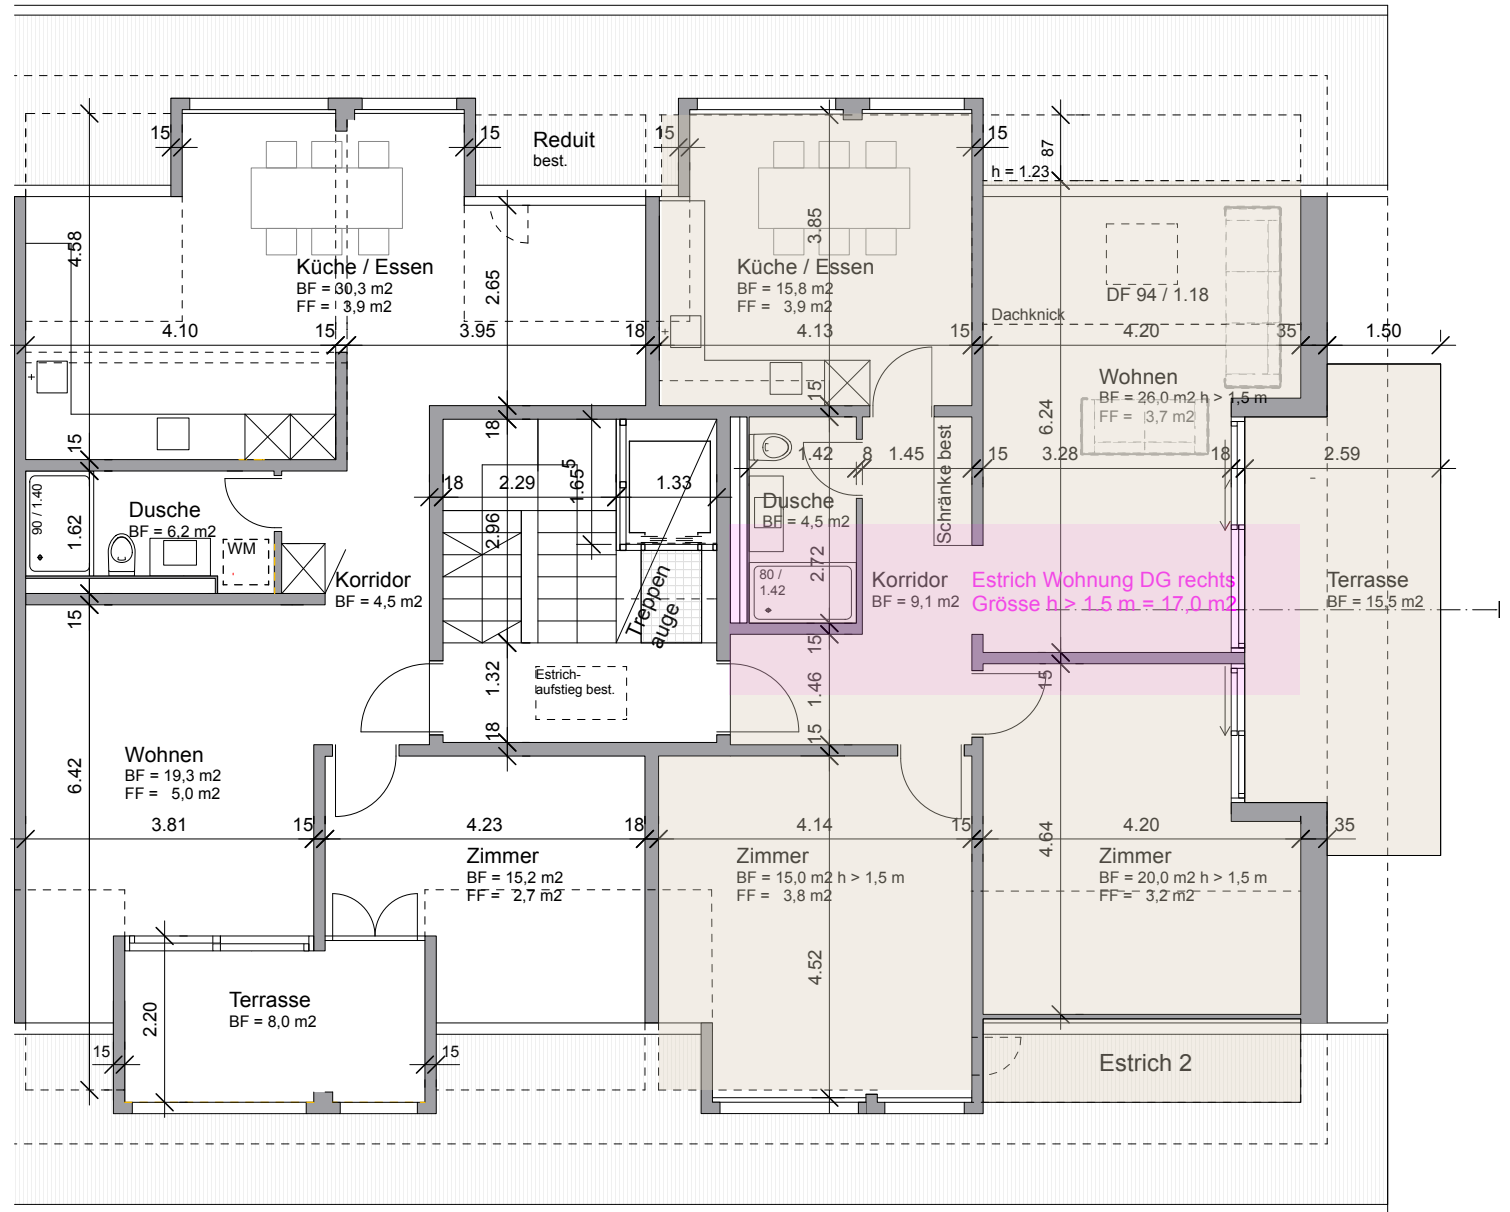 15
15
Reduit
best.
15
15
87
h = 1.23
4.58
Küche / Essen
BF = 30,3 m2
FF =   3,9 m2
2.65
3.85
Küche / Essen
BF = 15,8 m2
FF =   3,9 m2
DF 94 / 1.18
Dachknick
4.10
15
3.95
18
4.13
15
4.20
35
1.50
Wohnen
BF = 26,0 m2 h > 1,5 m
FF =   3,7 m2
6.24
15
15
18
1.42
8
1.45
Schränke best
15
3.28
18
2.59
18
2.29
1.65 5
1.33
90 / 1.40
1.62
Dusche
BF = 6,2 m2
WM
2.96
Dusche
BF = 4,5 m2
2.72
80 /
1.42
Korridor
BF = 4,5 m2
Treppen
auge
Korridor
BF = 9,1 m2
Estrich Wohnung DG rechts
Grösse h > 1.5 m = 17,0 m2
Terrasse
BF = 15,5 m2
15
15
1.32
Estrich-
aufstieg best.
1.46
15
18
15
Wohnen
BF = 19,3 m2
FF =   5,0 m2
6.42
3.81
15
4.23
18
4.14
15
4.64
4.20
35
Zimmer
BF = 15,2 m2
FF =   2,7 m2
Zimmer
BF = 15,0 m2 h > 1,5 m
FF =   3,8 m2
Zimmer
BF = 20,0 m2 h > 1,5 m
FF =   3,2 m2
4.52
Terrasse
BF = 8,0 m2
2.20
15
15
Estrich 2